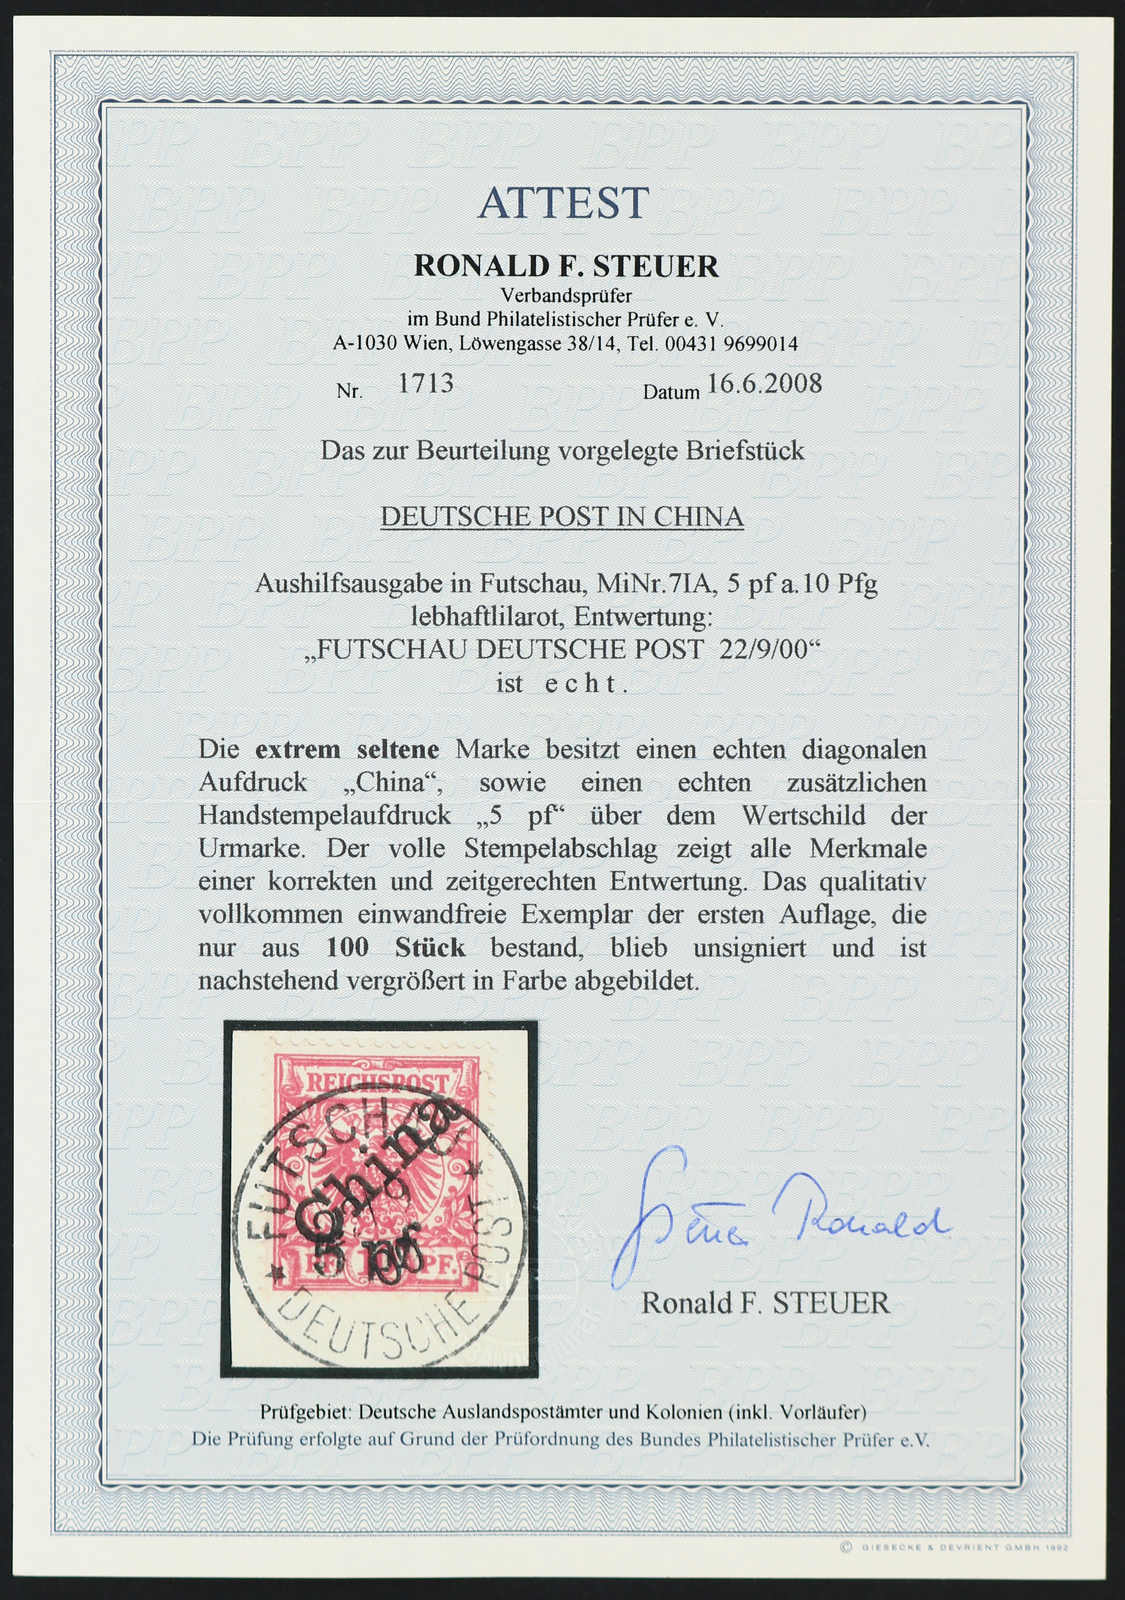 ATTEST
RONALD F. STEUER
Verbandsprüfer
im Bund Philatelistischer Prüfer e. V.
A-1030 Wien, Löwengasse 38/14, Tel. 00431 9699014
Nr. 1713 Datum 16.6.2008
Das zur Beurteilung vorgelegte Briefstück
DEUTSCHE POST IN CHINA
Aushilfsausgabe in Futschau, MiNr.7IA, 5 pf a.10 Pfg
lebhaftlilarot, Entwertung:
„FUTSCHAU DEUTSCHE POST 22/9/00“
ist e c h t .
Die extrem seltene Marke besitzt einen echten diagonalen
Aufdruck „China“, sowie einen echten zusätzlichen
Handstempelaufdruck „5 pf“ über dem Wertschild der
Urmarke. Der volle Stempelabschlag zeigt alle Merkmale
einer korrekten und zeitgerechten Entwertung. Das qualitativ
vollkommen einwandfreie Exemplar der ersten Auflage, die
nur aus 100 Stück bestand, blieb unsigniert und ist
nachstehend vergrößert in Farbe abgebildet.
REICHSPOST
FUTSCHAU
China
5 pf
DEUTSCHE POST
Steuer Ronald
Ronald F. STEUER
Prüfgebiet: Deutsche Auslandspostämter und Kolonien (inkl. Vorläufer)
Die Prüfung erfolgte auf Grund der Prüfordnung des Bundes Philatelistischer Prüfer e.V.
© GIESECKE & DEVRIENT GMBH 1992